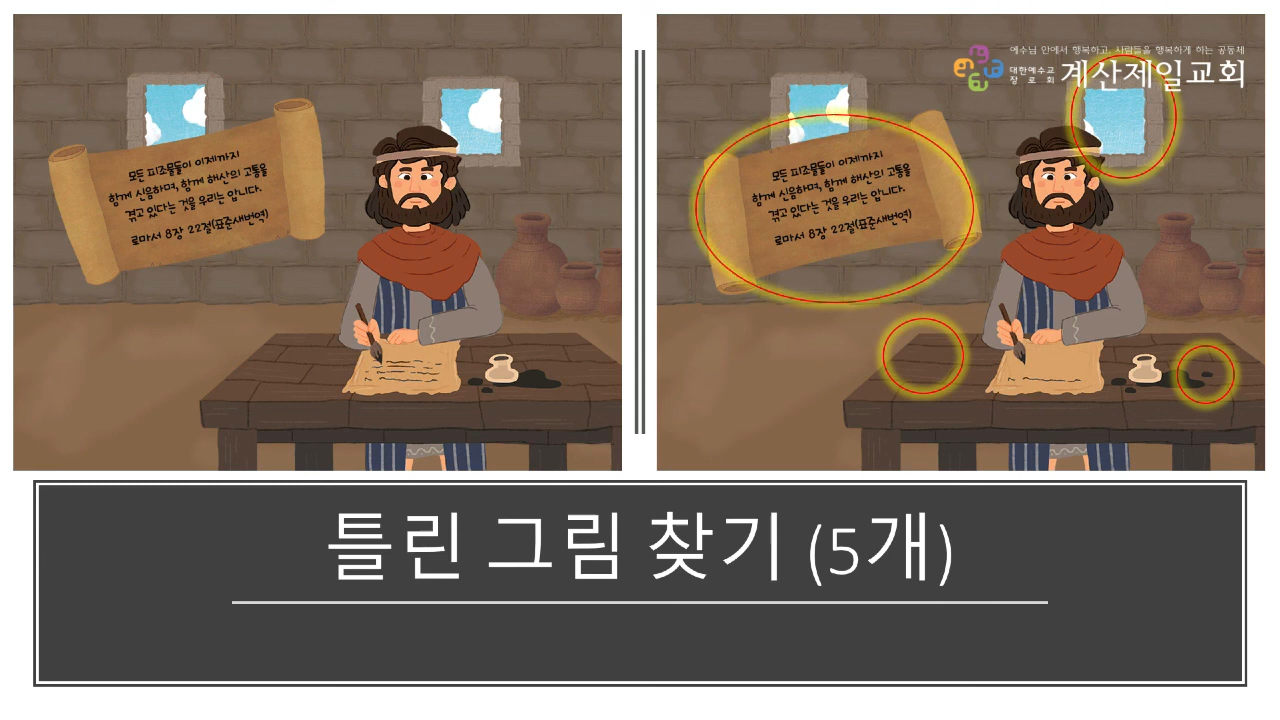 모든 피조물들이 이제까지
함께 신음하며, 함께 해산의 고통을
겪고 있다는 것을 우리는 압니다.
로마서 8장 22절(표준새번역)
예수님 안에서 행복하고, 사람들을 행복하게 하는 공동체
대한예수교
장로회
계산제일교회
모든 피조물들이 이제까지
함께 신음하며, 함께 해산의 고통을
겪고 있다는 것을 우리는 압니다.
로마서 8장 22절(표준새번역)
틀린 그림 찾기 (5개)